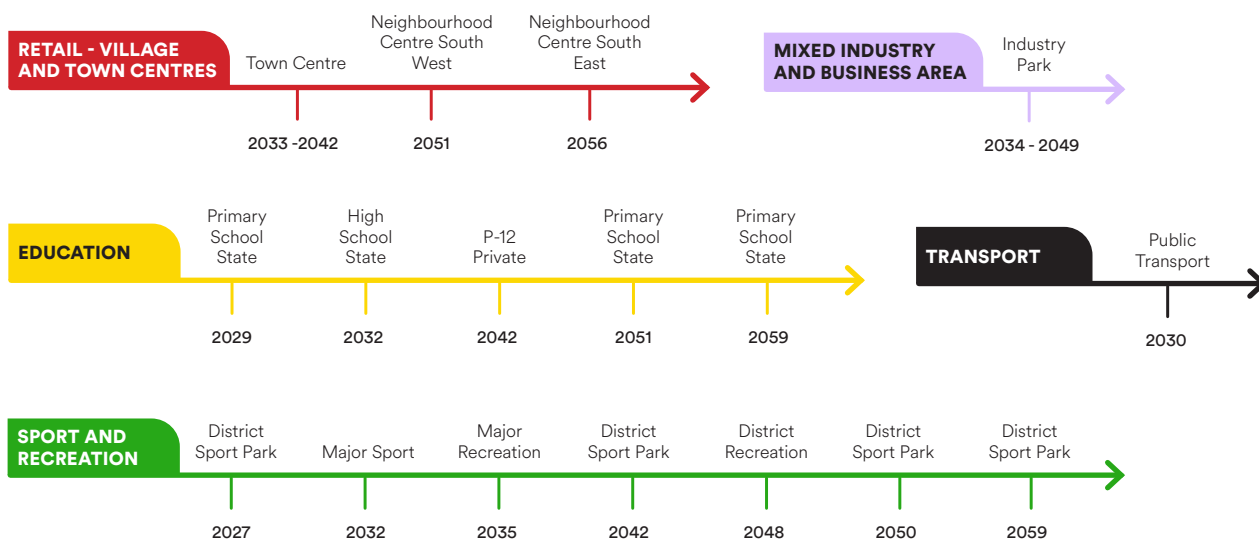 RETAIL - VILLAGE
AND TOWN CENTRES
Town Centre
2033 -2042
Neighbourhood
Centre South
West
2051
Neighbourhood
Centre South
East
2056
MIXED INDUSTRY
AND BUSINESS AREA
Industry
Park
2034 - 2049
EDUCATION
Primary
School
State
2029
High
School
State
2032
P-12
Private
2042
Primary
School
State
2051
Primary
School
State
2059
TRANSPORT
Public
Transport
2030
SPORT AND
RECREATION
District
Sport Park
2027
Major Sport
2032
Major
Recreation
2035
District
Sport Park
2042
District
Recreation
2048
District
Sport Park
2050
District
Sport Park
2059